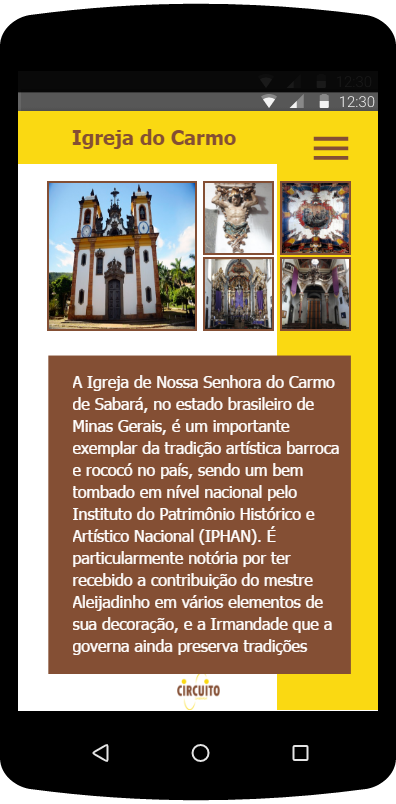 12:30
12:30
Igreja do Carmo
A Igreja de Nossa Senhora do Carmo
de Sabará, no estado brasileiro de
Minas Gerais, é um importante
exemplar da tradição artística barroca
e rococó no país, sendo um bem
tombado em nível nacional pelo
Instituto do Patrimônio Histórico e
Artístico Nacional (IPHAN). É
particularmente notória por ter
recebido a contribuição do mestre
Aleijadinho em vários elementos de
sua decoração, e a Irmandade que a
governa ainda preserva tradições
CIRCUITO